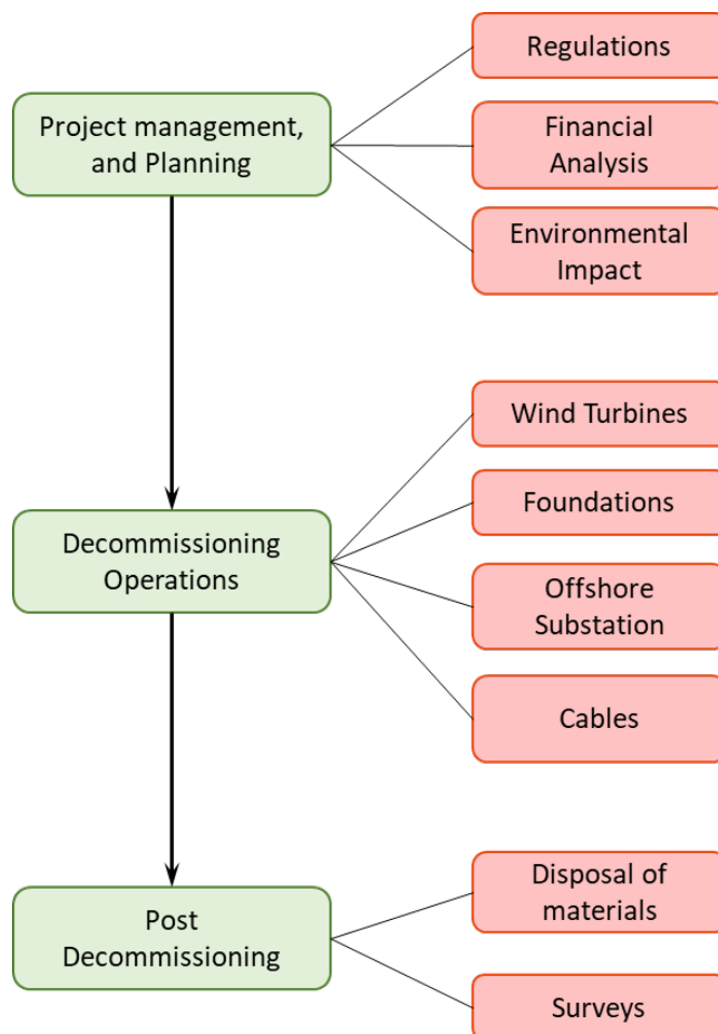 Regulations
Project management,
and Planning
Financial
Analysis
Environmental
Impact
Wind Turbines
Foundations
Decommissioning
Operations
Offshore
Substation
Cables
Disposal of
materials
Post
Decommissioning
Surveys